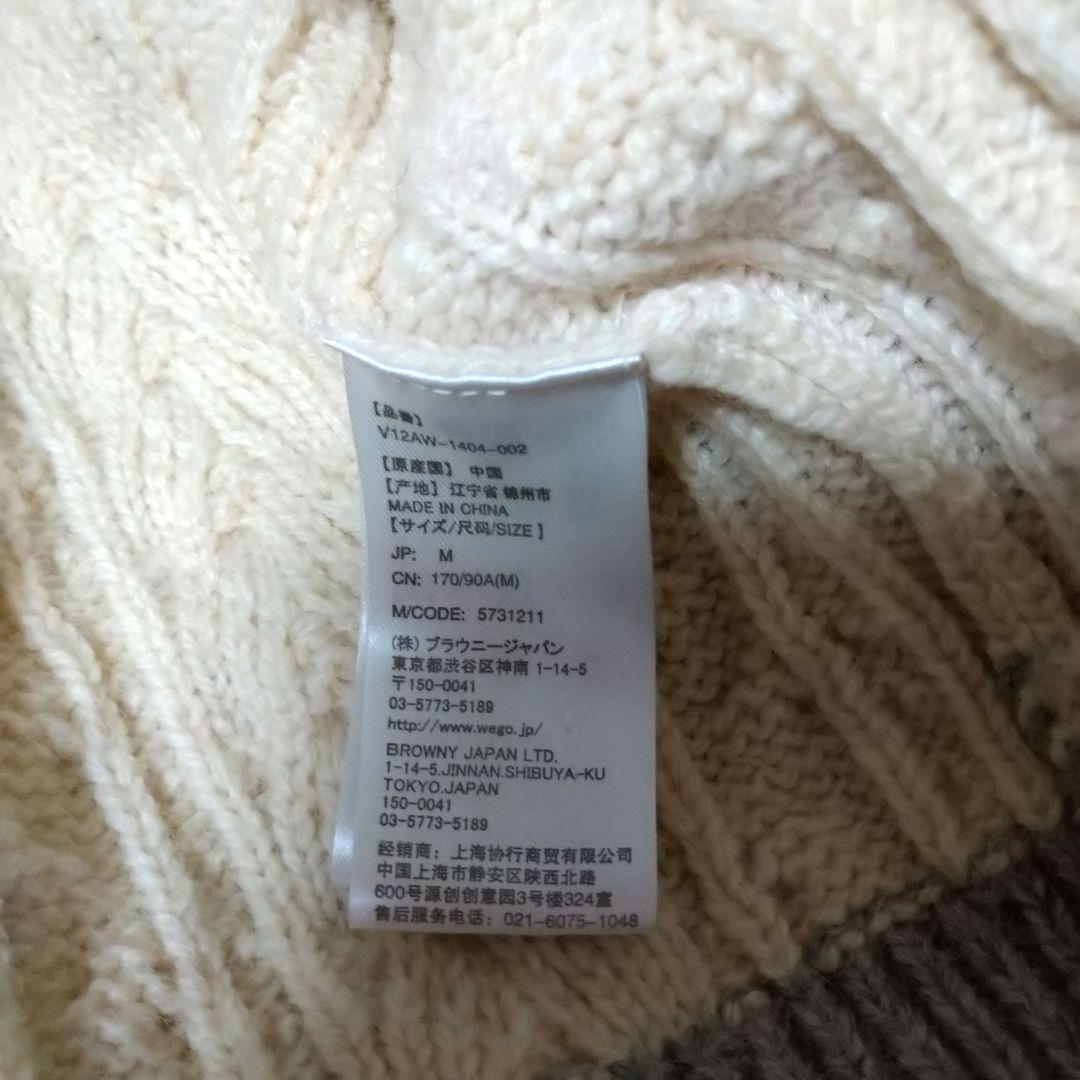 【品番】
V12AW-1404-002
【原産国】 中国
【产地】 辽宁省 锦州市
MADE IN CHINA
【サイズ/尺码/SIZE】
JP: M
CN: 170/90A(M)
M/CODE: 5731211
(株) ブラウニージャパン
東京都渋谷区神南 1-14-5
〒150-0041
03-5773-5189
http://www.wego.jp/
BROWNY JAPAN LTD.
1-14-5.JINNAN.SHIBUYA-KU
TOKYO.JAPAN
150-0041
03-5773-5189
经销商：上海协行商贸有限公司
中国上海市静安区陕西北路
600号源创创意园3号楼324室
售后服务电话：021-6075-1048